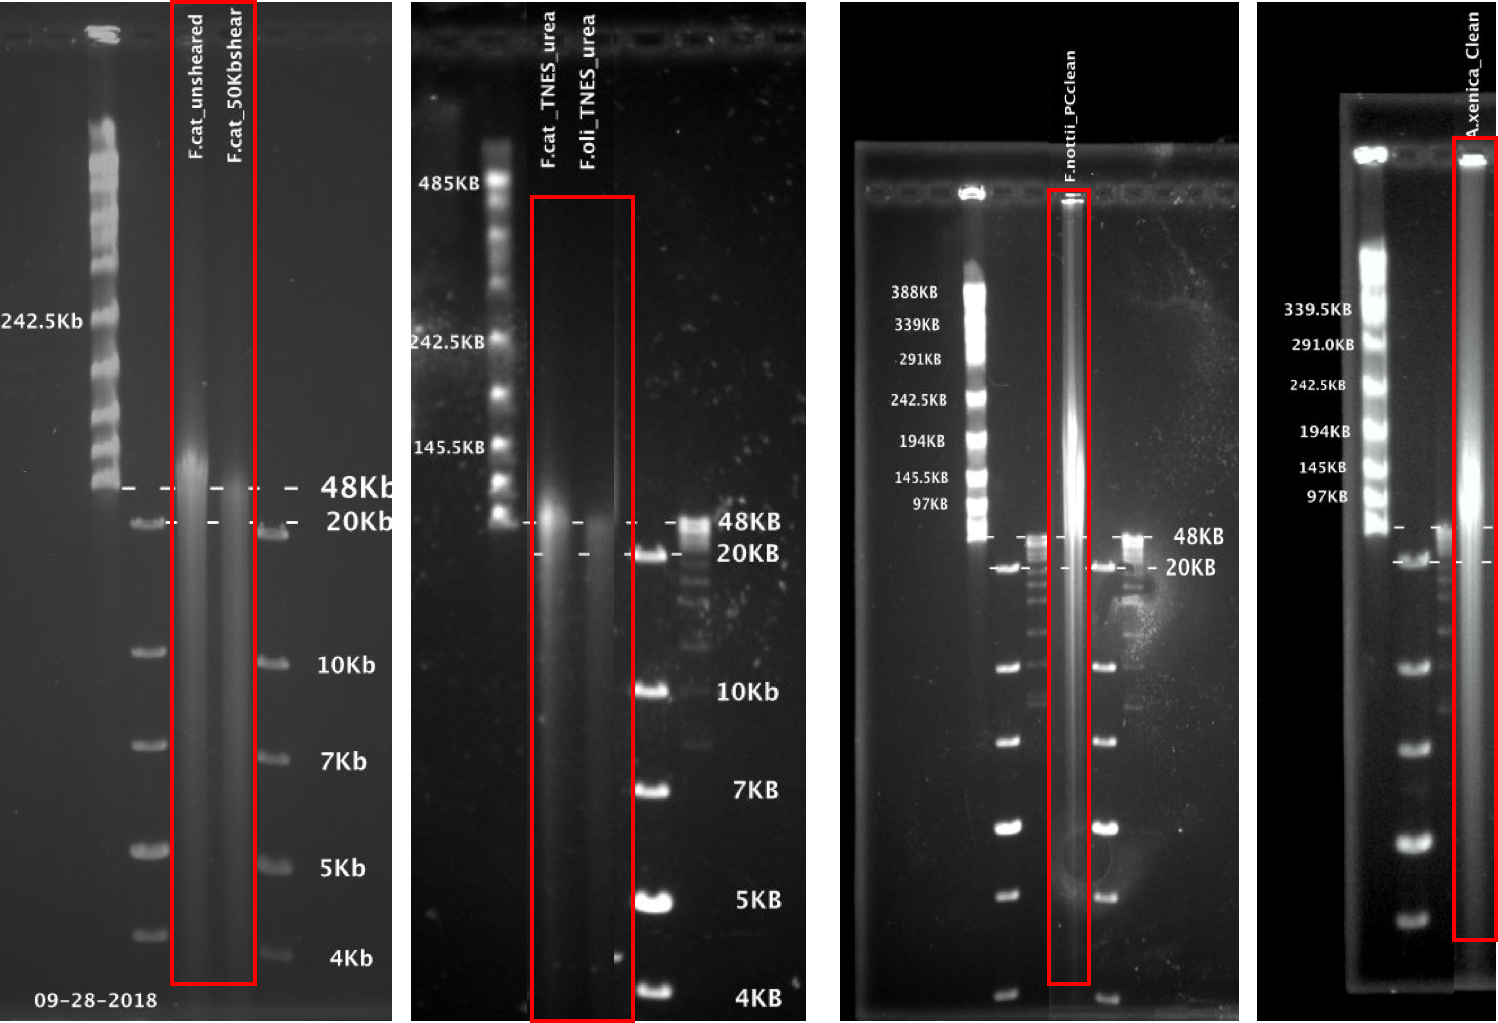 F.cat_unsheared
F.cat_50Kbshear
242.5Kb
48Kb
20Kb
10Kb
7Kb
5Kb
4Kb
09-28-2018
F.cat _TNES_urea
F.oli_TNES_urea
485KB
242.5KB
145.5KB
48KB
20KB
10Kb
7KB
5KB
4KB
F.nottii_PCclean
388KB
339KB
291KB
242.5KB
194KB
145.5KB
97KB
48KB
20KB
A.xenica_Clean
339.5KB
291.0KB
242.5KB
194KB
145KB
97KB